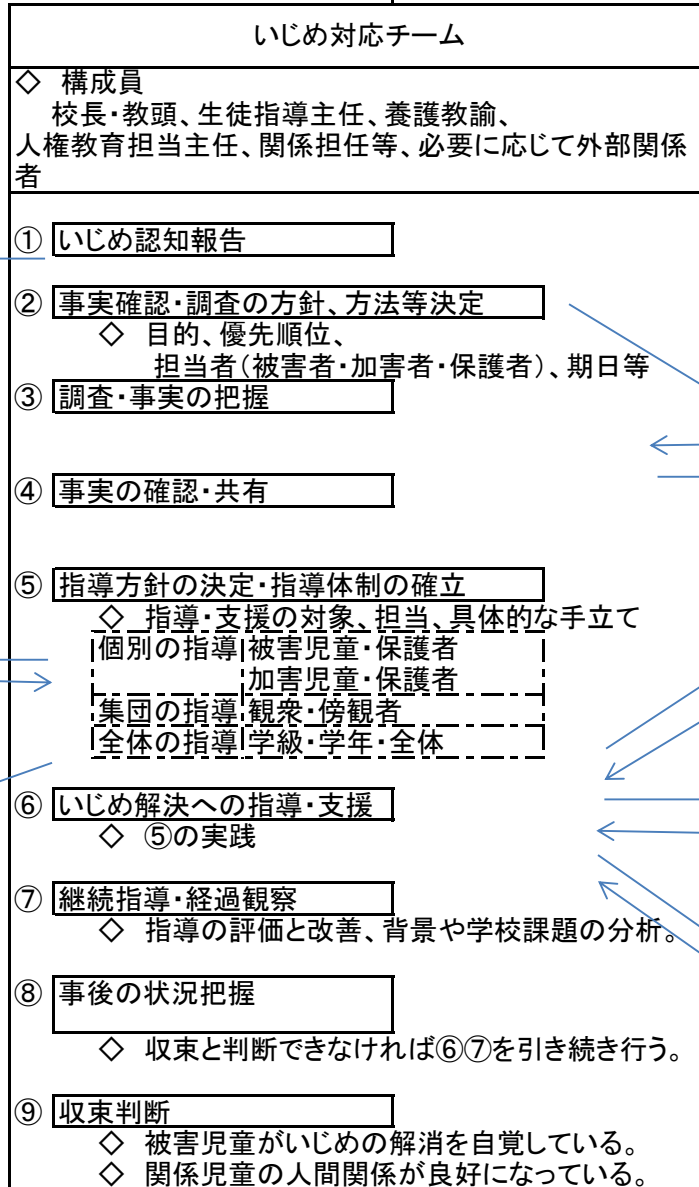 いじめ対応チーム
◇ 構成員
校長・教頭、生徒指導主任、養護教諭、
人権教育担当主任、関係担任等、必要に応じて外部関係
者
① いじめ認知報告
② 事実確認・調査の方針、方法等決定
◇ 目的、優先順位、
担当者（被害者・加害者・保護者）、期日等
③ 調査・事実の把握
④ 事実の確認・共有
⑤ 指導方針の決定・指導体制の確立
◇ 指導・支援の対象、担当、具体的な手立て
個別の指導 被害児童・保護者
加害児童・保護者
集団の指導 観衆・傍観者
全体の指導 学級・学年・全体
⑥ いじめ解決への指導・支援
◇ ⑤の実践
⑦ 継続指導・経過観察
◇ 指導の評価と改善、背景や学校課題の分析。
⑧ 事後の状況把握
◇ 収束と判断できなければ⑥⑦を引き続き行う。
⑨ 収束判断
◇ 被害児童がいじめの解消を自覚している。
◇ 関係児童の人間関係が良好になっている。